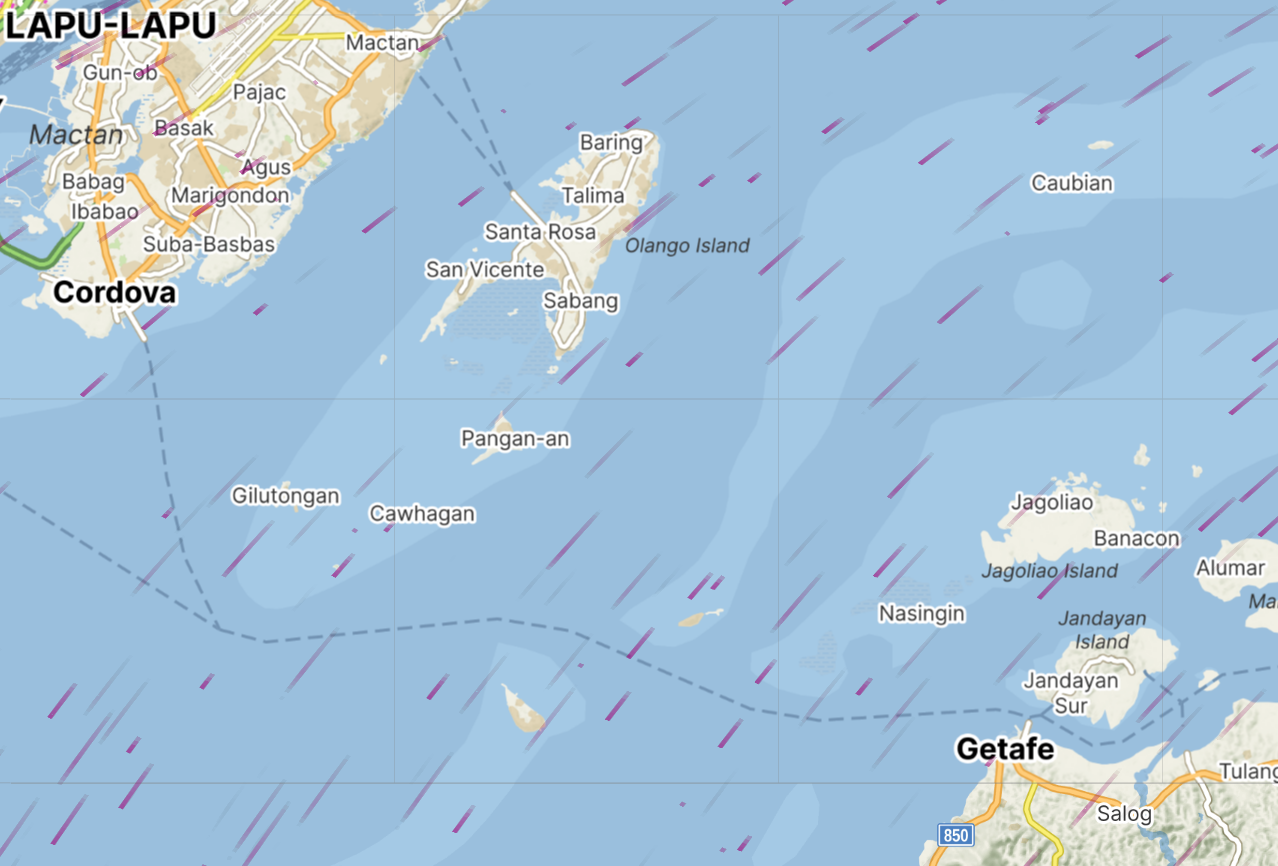 LAPU-LAPU
Mactan
Gun-ob
Pajac
Mactan
Basak
Baring
Agus
Babag
Marigondon
Talima
Caubian
Ibabao
Santa Rosa
Suba-Basbas
Olango Island
San Vicente
Cordova
Sabang
Pangan-an
Gilutongan
Cawhagan
Jagoliao
Banacon
Jagoliao Island
Alumar
Ma
Nasingin
Jandayan
Island
Jandayan
Sur
Getafe
Tulang
Salog
850